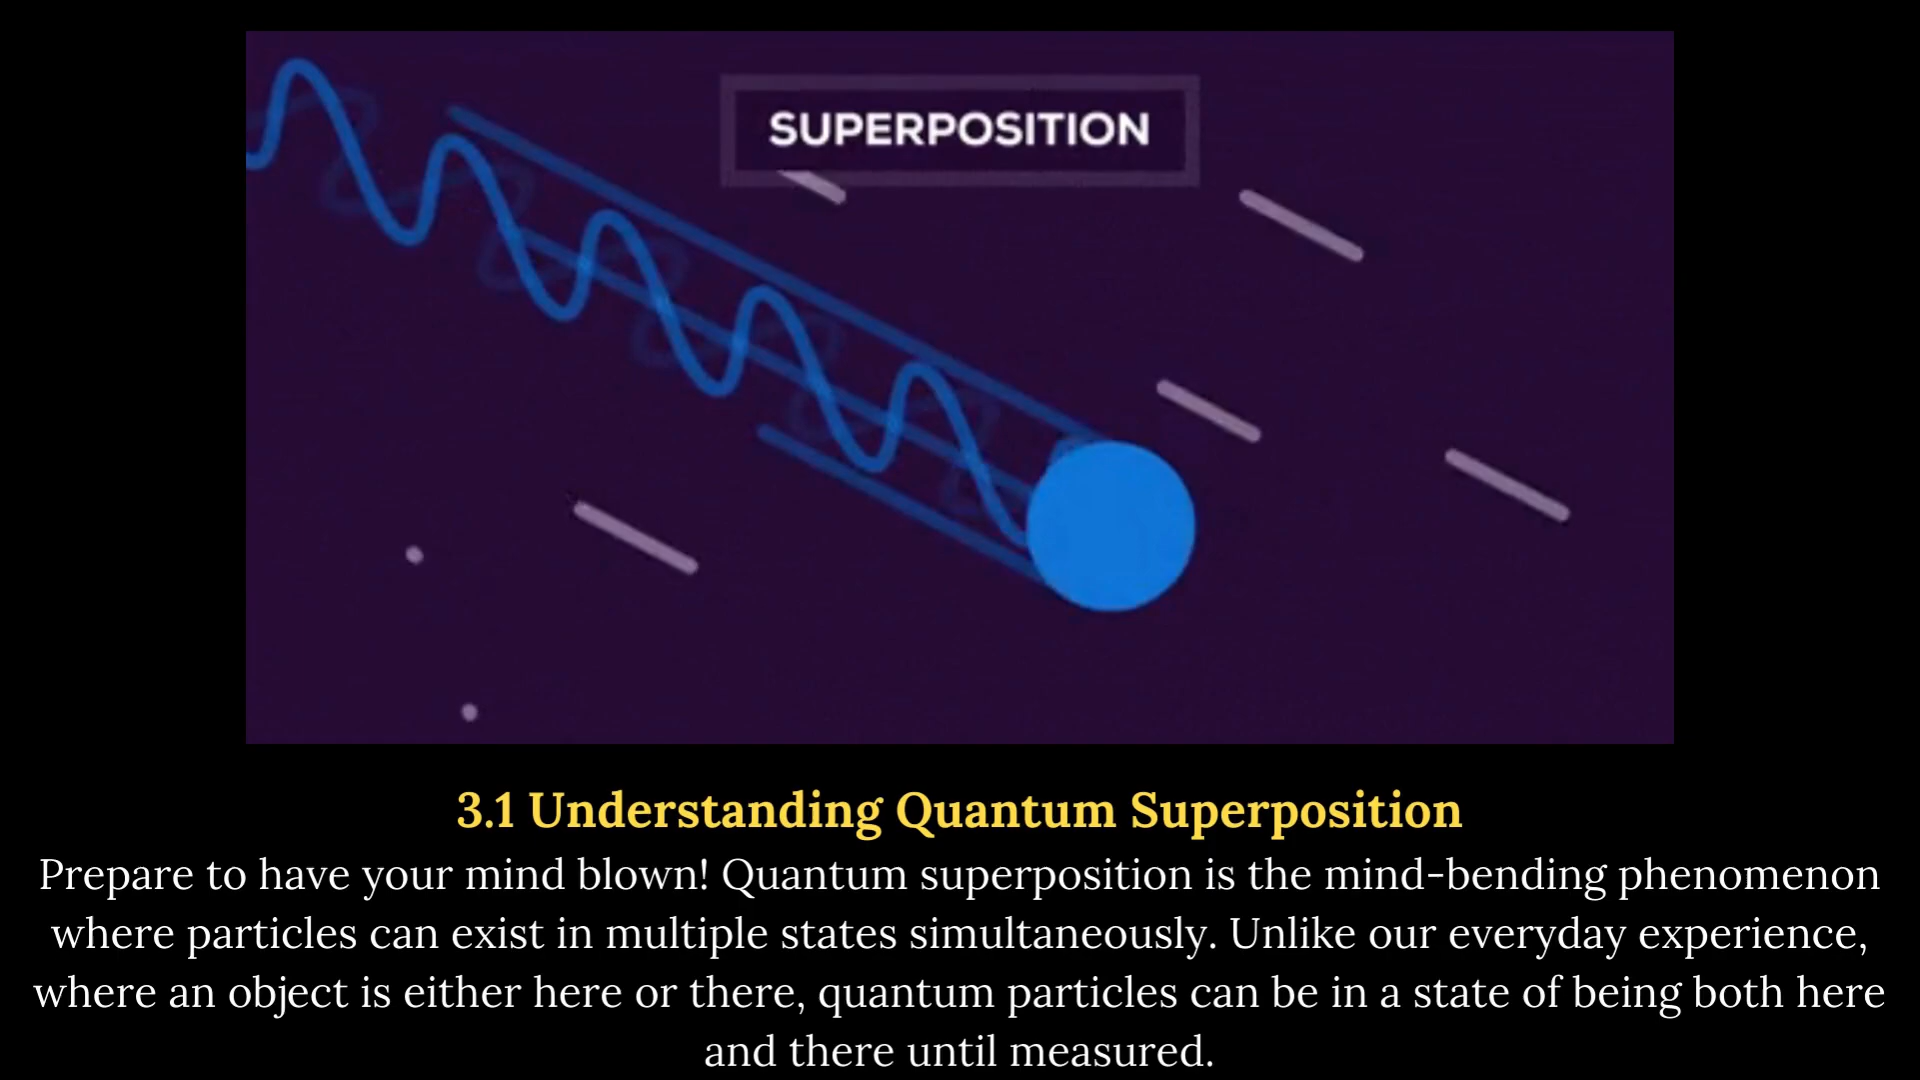 SUPERPOSITION
3.1 Understanding Quantum Superposition
Prepare to have your mind blown! Quantum superposition is the mind-bending phenomenon
where particles can exist in multiple states simultaneously. Unlike our everyday experience,
where an object is either here or there, quantum particles can be in a state of being both here
and there until measured.